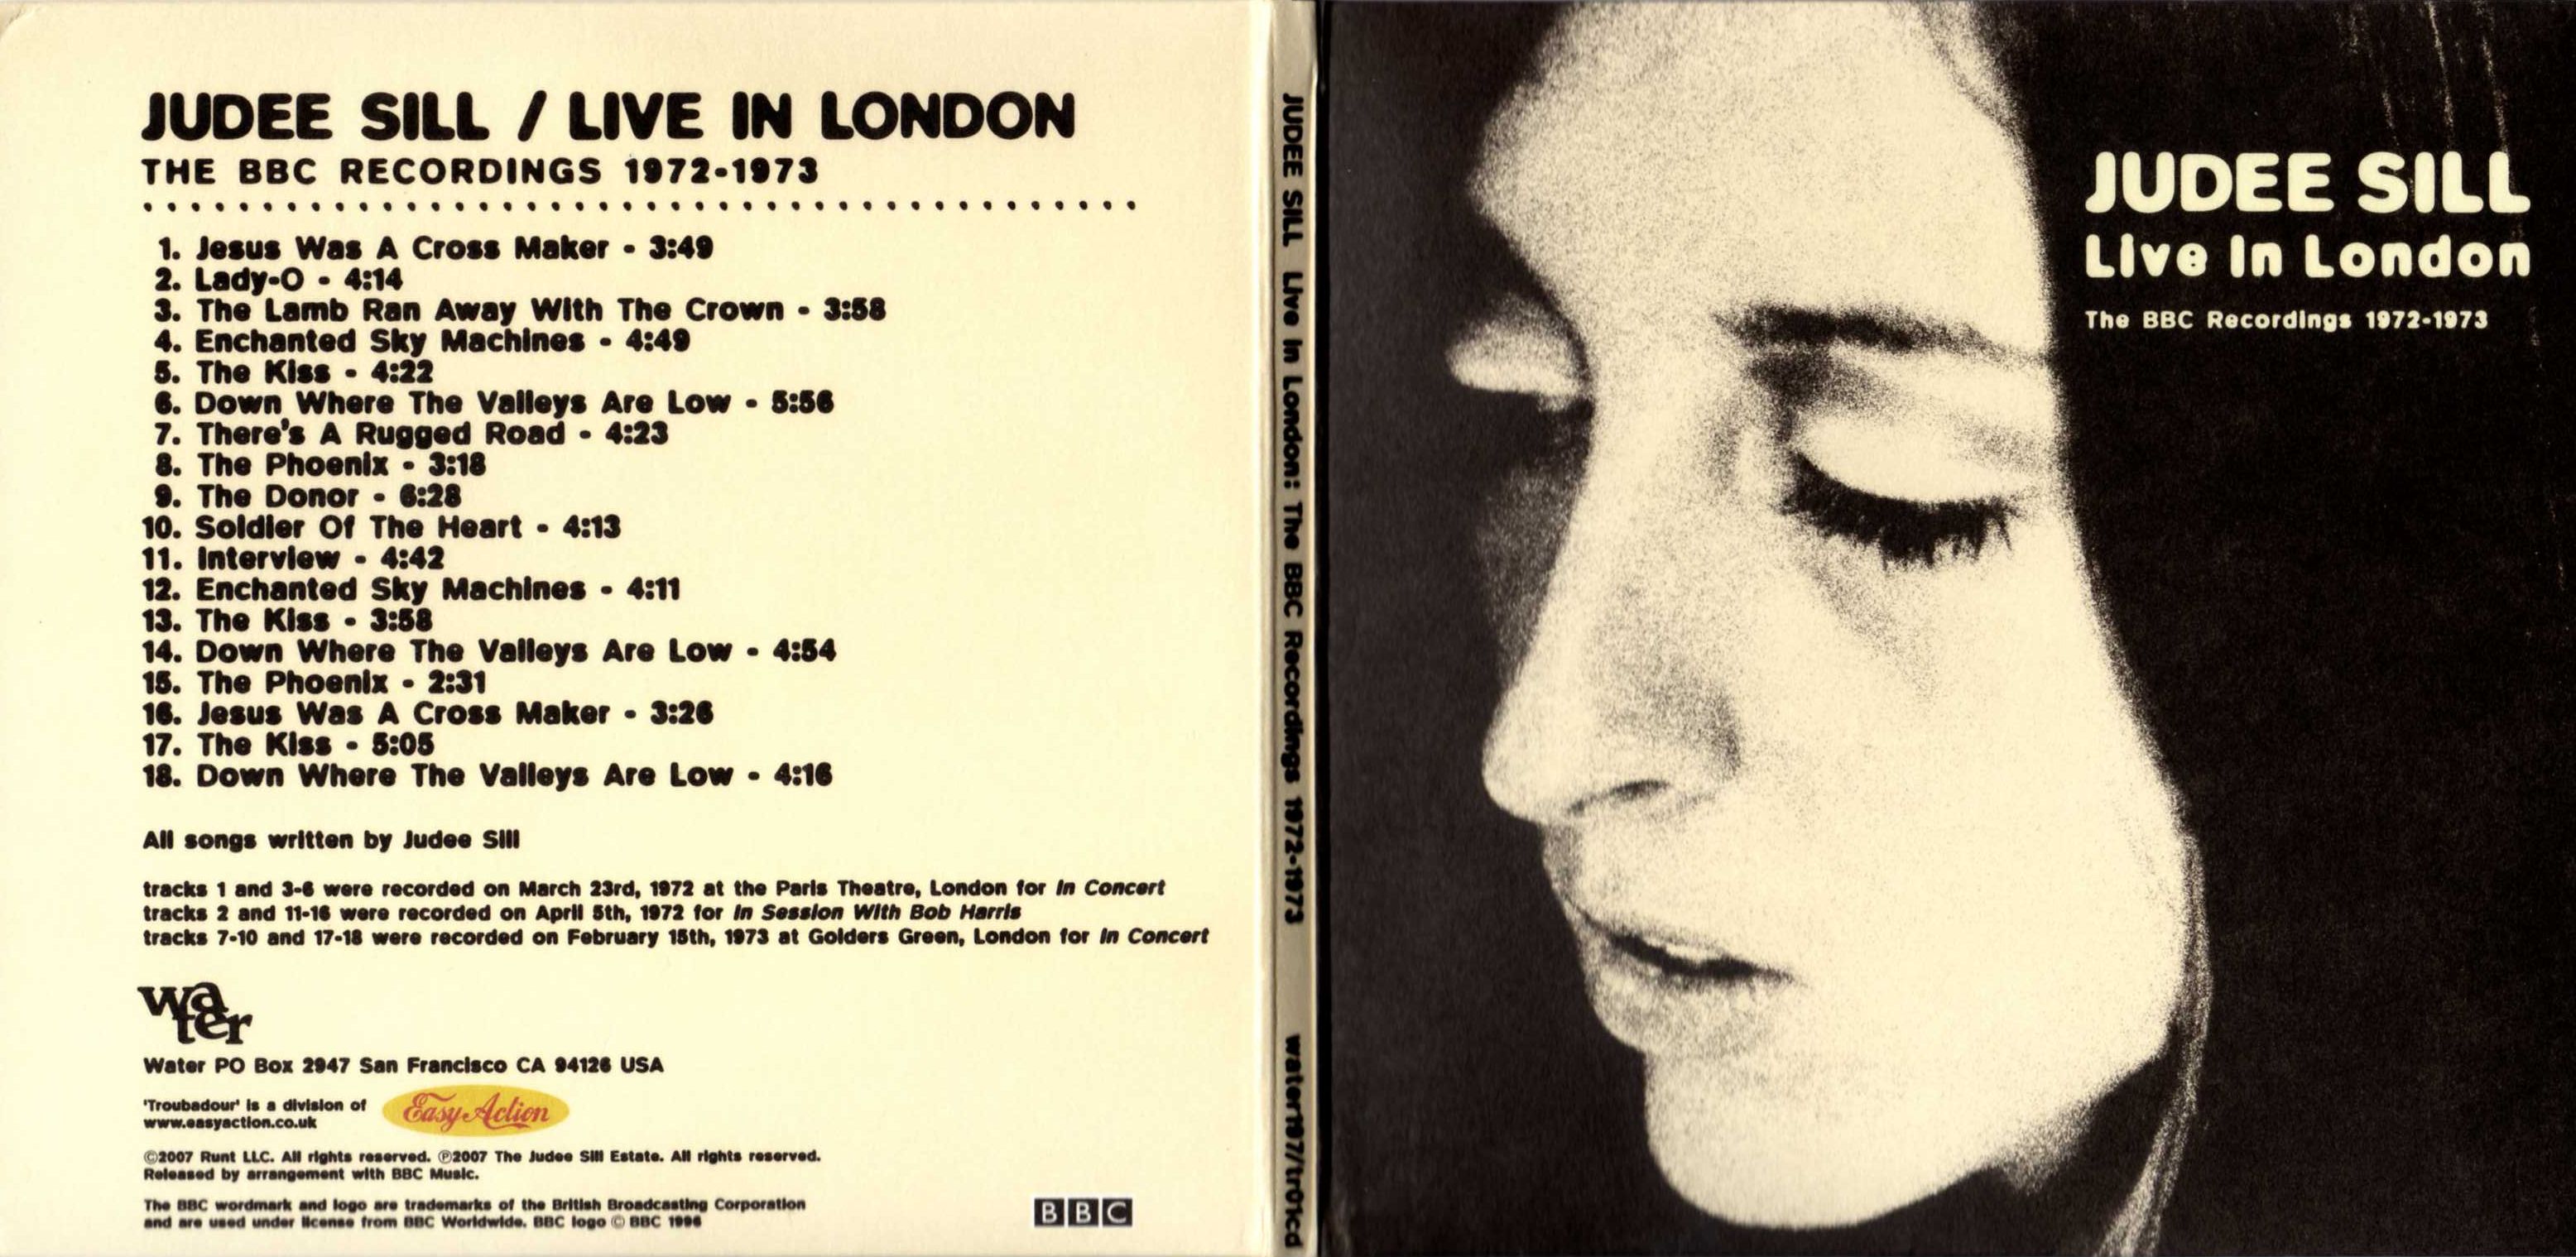 JUDEE SILL / LIVE IN LONDON
THE BBC RECORDINGS 1972-1973
1. Jesus Was A Cross Maker - 3:49
2. Lady-O - 4:14
3. The Lamb Ran Away With The Crown - 3:58
4. Enchanted Sky Machines - 4:49
5. The Kiss - 4:22
6. Down Where The Valleys Are Low - 5:56
7. There's A Rugged Road - 4:23
8. The Phoenix - 3:18
9. The Donor - 6:28
10. Soldier Of The Heart - 4:13
11. Interview - 4:42
12. Enchanted Sky Machines - 4:11
13. The Kiss - 3:58
14. Down Where The Valleys Are Low - 4:54
15. The Phoenix - 2:31
16. Jesus Was A Cross Maker - 3:26
17. The Kiss - 5:05
18. Down Where The Valleys Are Low - 4:16
All songs written by Judee Sill
tracks 1 and 3-6 were recorded on March 23rd, 1972 at the Paris Theatre, London for In Concert
tracks 2 and 11-16 were recorded on April 5th, 1972 for In Session With Bob Harris
tracks 7-10 and 17-18 were recorded on February 15th, 1973 at Golders Green, London for In Concert
water
Water PO Box 2947 San Francisco CA 94126 USA
'Troubadour' is a division of
www.easyaction.co.uk
Easy Action
©2007 Runt LLC. All rights reserved. ℗2007 The Judee Sill Estate. All rights reserved.
Released by arrangement with BBC Music.
The BBC wordmark and logo are trademarks of the British Broadcasting Corporation
and are used under license from BBC Worldwide. BBC logo © BBC 1996
BBC
JUDEE SILL Live In London: The BBC Recordings 1972-1973 water197/tr01cd
JUDEE SILL
Live In London
The BBC Recordings 1972-1973